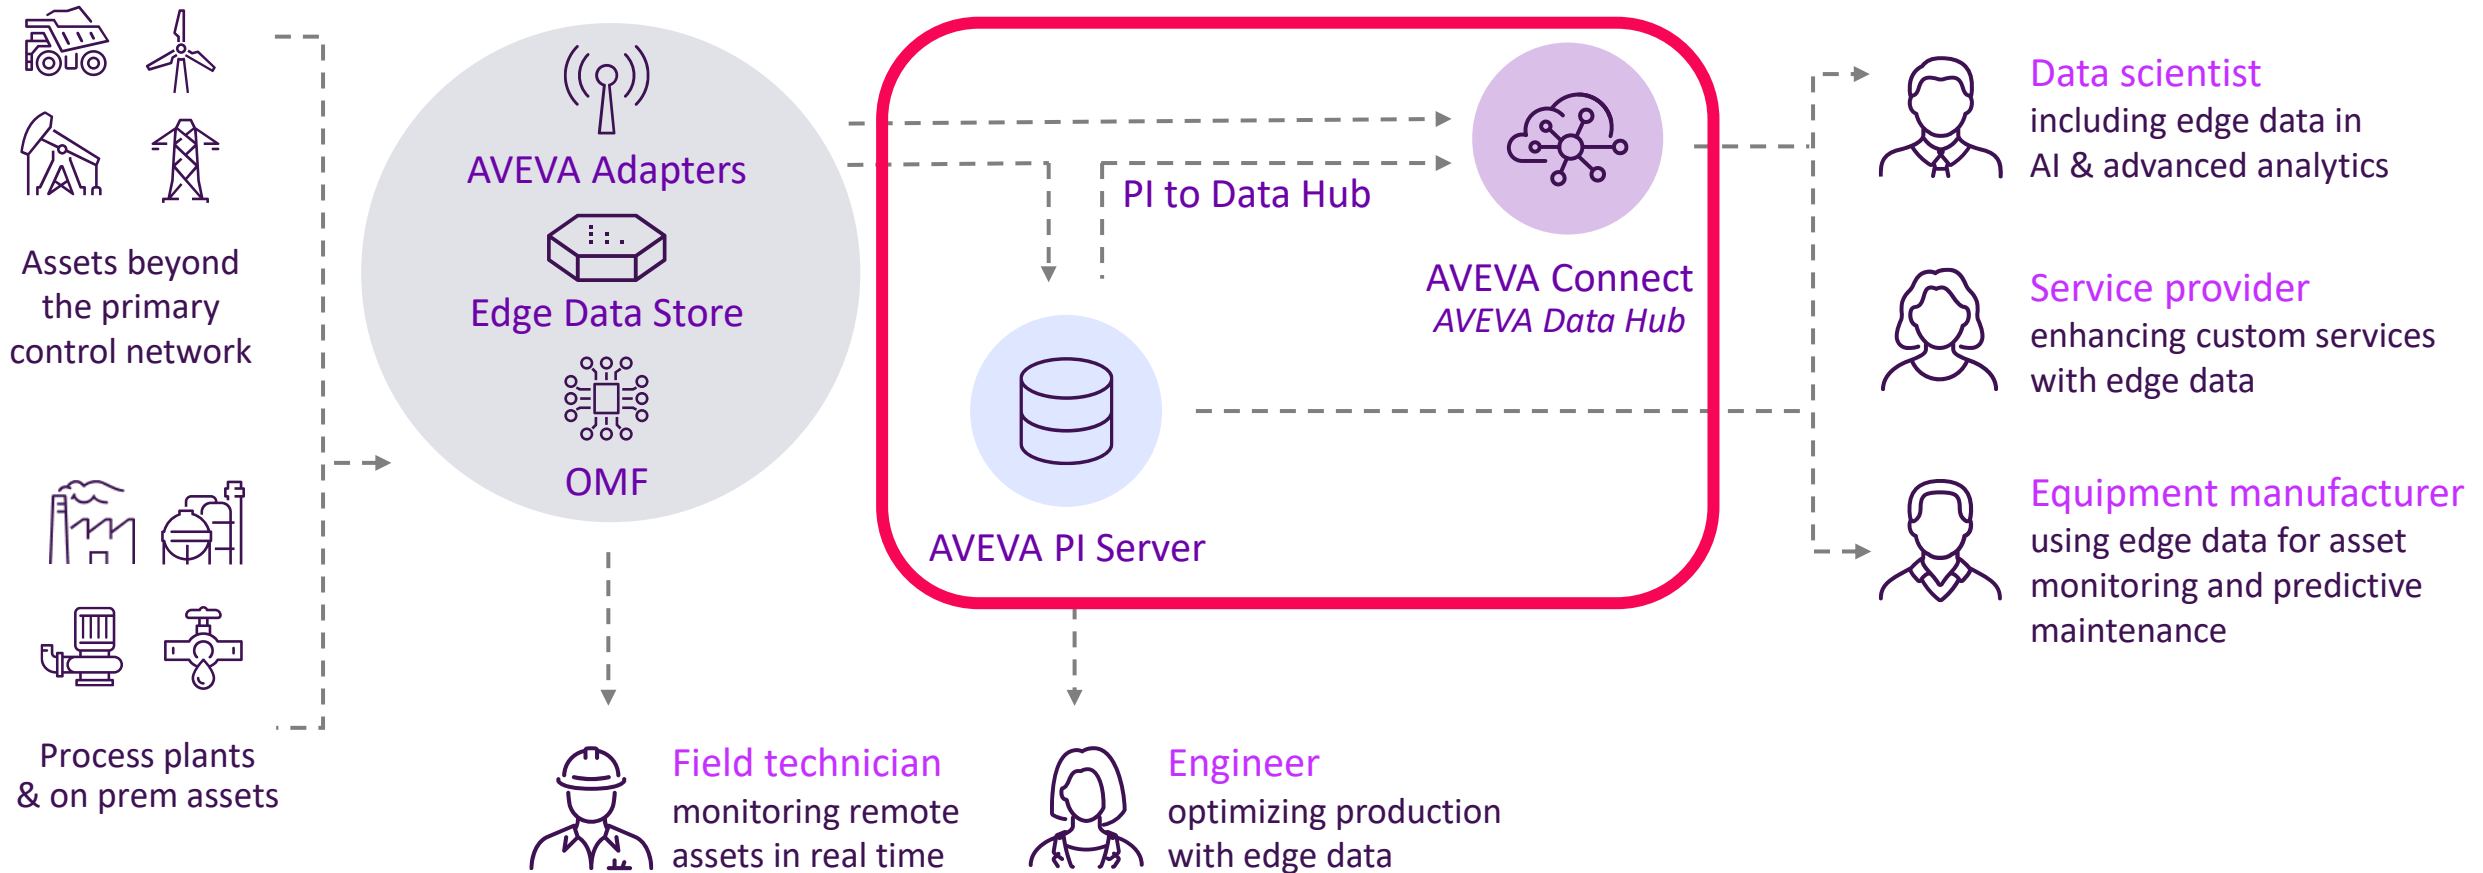 Assets beyond
the primary
control network
Process plants
& on prem assets
AVEVA Adapters
Edge Data Store
OMF
PI to Data Hub
AVEVA Connect
AVEVA Data Hub
AVEVA PI Server
Field technician
monitoring remote
assets in real time
Engineer
optimizing production
with edge data
Data scientist
including edge data in
AI & advanced analytics
Service provider
enhancing custom services
with edge data
Equipment manufacturer
using edge data for asset
monitoring and predictive
maintenance